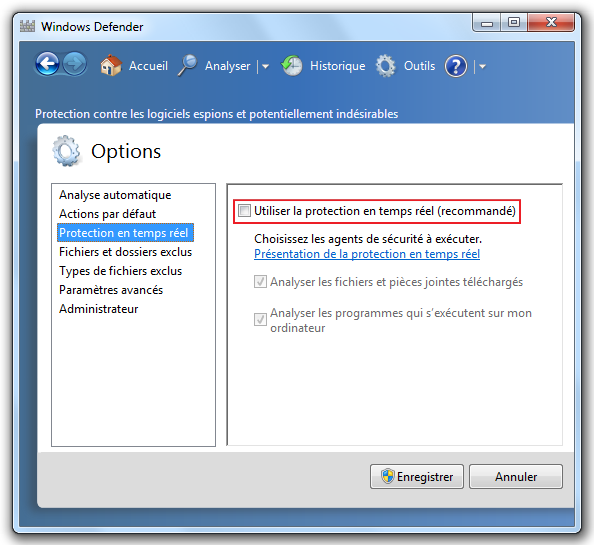 Windows Defender
Accueil
Analyser
Historique
Outils
?
Protection contre les logiciels espions et potentiellement indésirables
Options
Analyse automatique
Actions par défaut
Protection en temps réel
Fichiers et dossiers exclus
Types de fichiers exclus
Paramètres avancés
Administrateur
Utiliser la protection en temps réel (recommandé)
Choisissez les agents de sécurité à exécuter.
Présentation de la protection en temps réel
Analyser les fichiers et pièces jointes téléchargés
Analyser les programmes qui s'exécutent sur mon
ordinateur
Enregistrer
Annuler